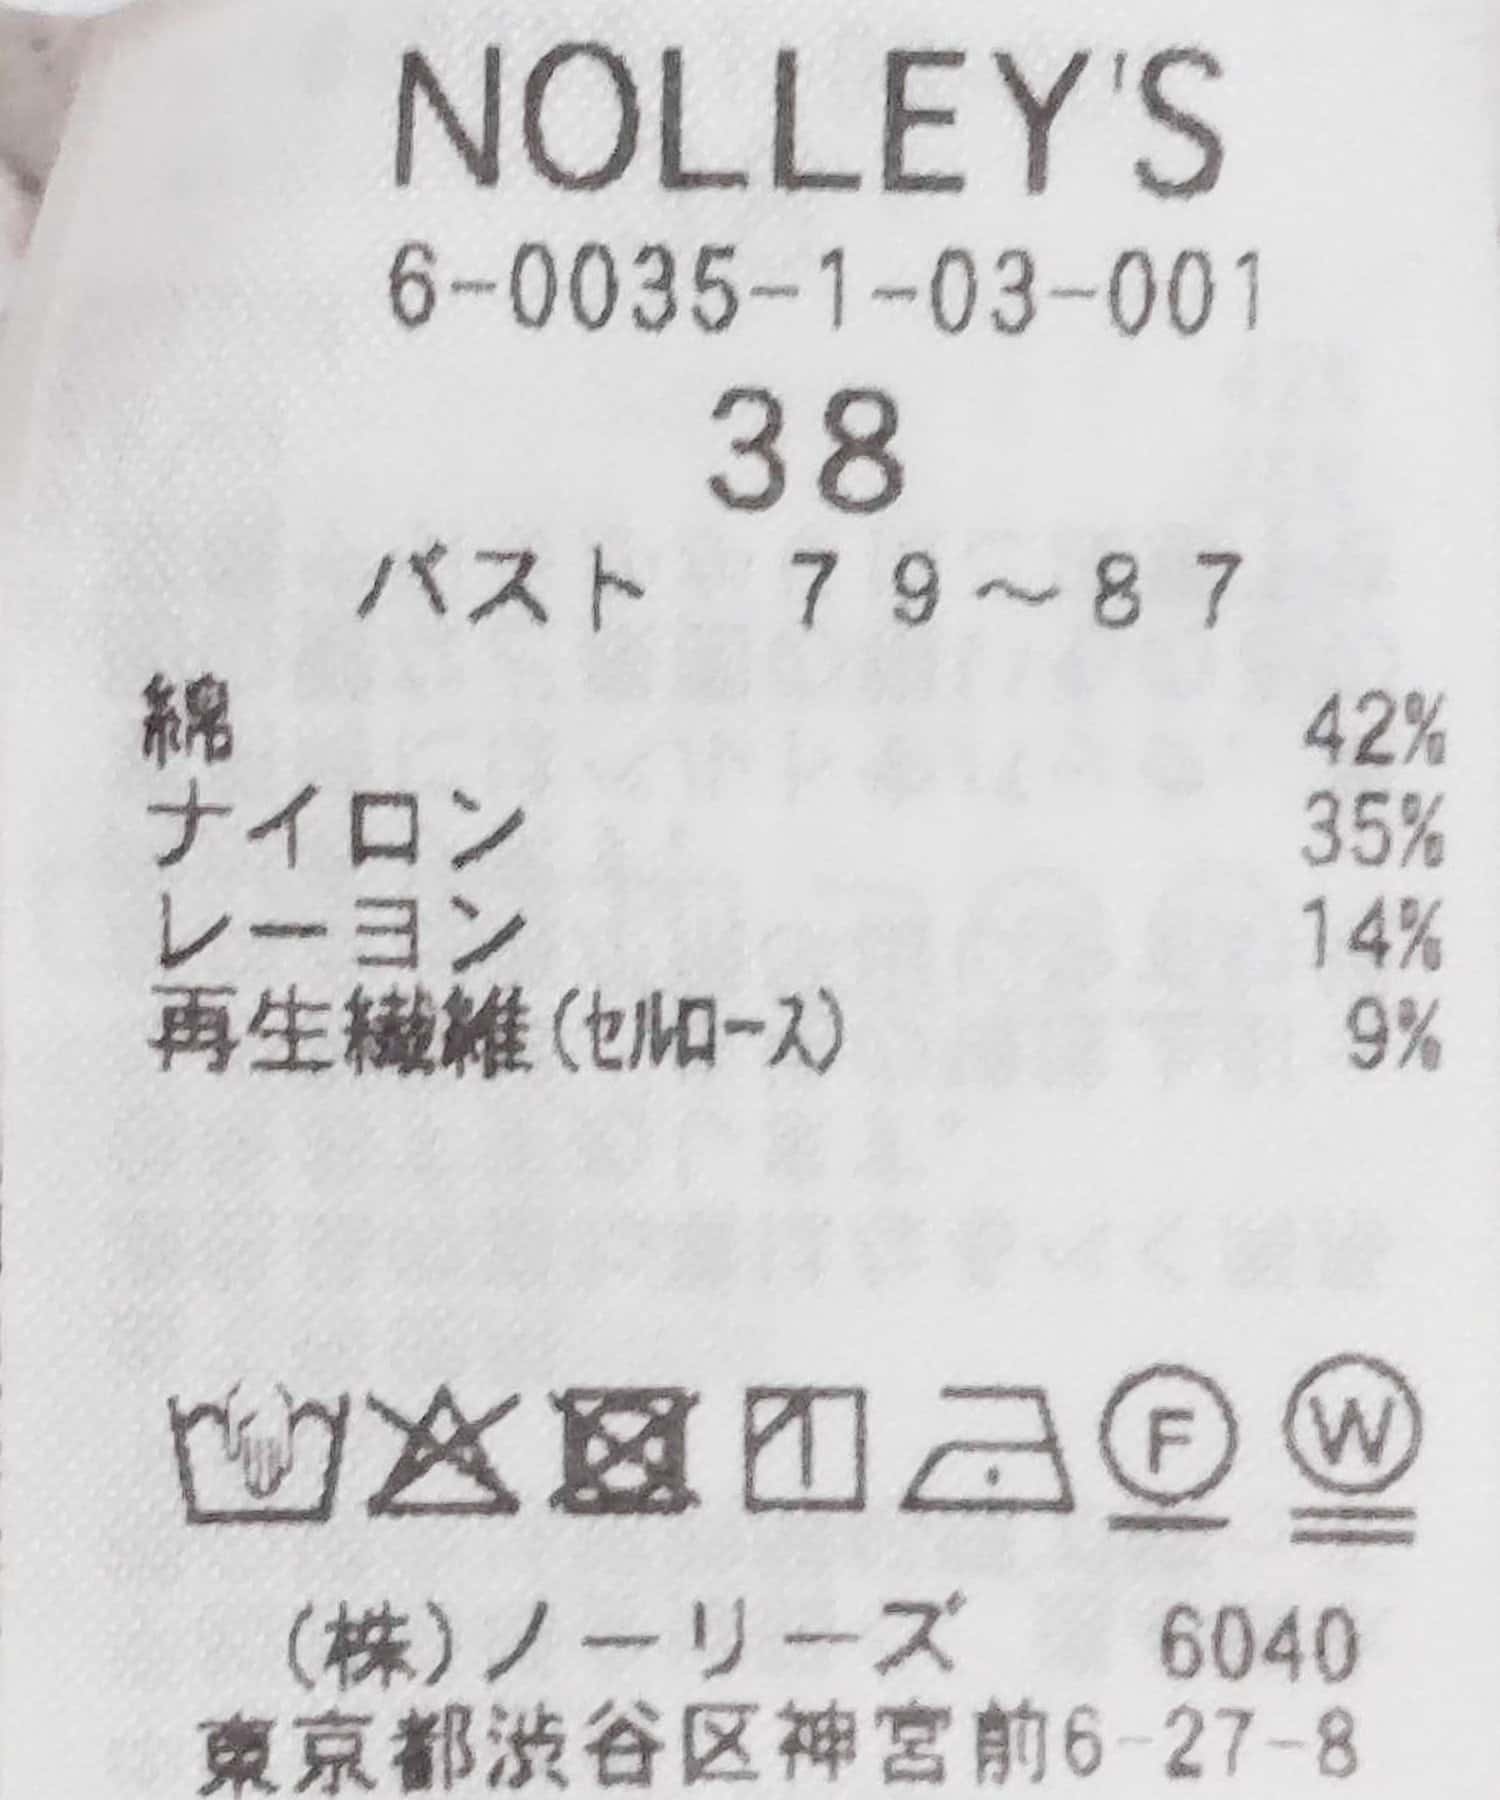 NOLLEY'S
6-0035-1-03-001
38
バスト　79～87
綿 42%
ナイロン 35%
レーヨン 14%
再生繊維(セルロース) 9%
F W
(株)ノーリーズ 6040
東京都渋谷区神宮前6-27-8